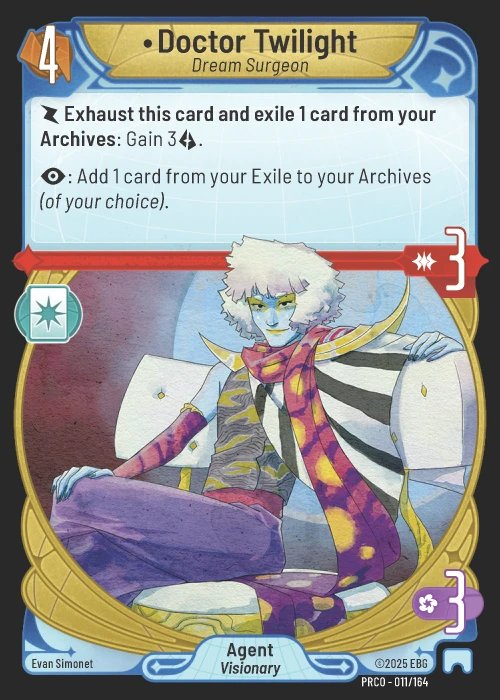 4
•Doctor Twilight
Dream Surgeon
Exhaust this card and exile 1 card from your
Archives: Gain 3.
: Add 1 card from your Exile to your Archives
(of your choice).
3
3
Agent
Visionary
Evan Simonet
©2025 EBG
PRCO - 011/164